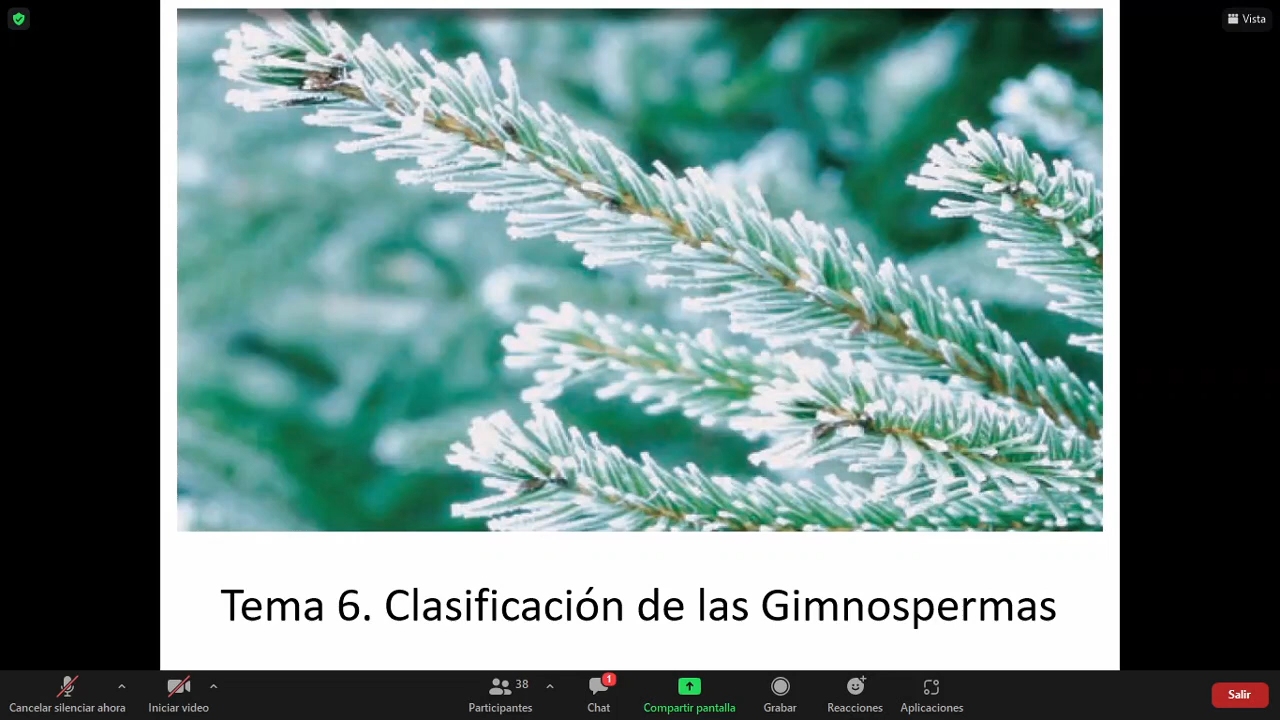 Vista
Tema 6. Clasificación de las Gimnospermas
38
1
Cancelar silenciar ahora
Iniciar video
Participantes
Chat
Compartir pantalla
Grabar
Reacciones
Aplicaciones
Salir